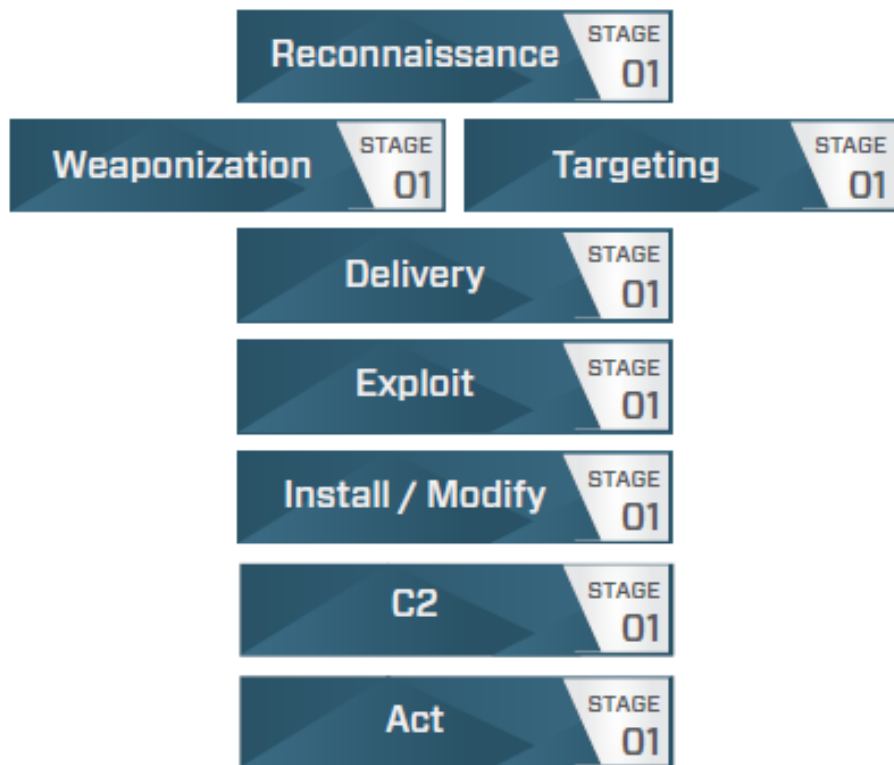 Reconnaissance STAGE 01
Weaponization STAGE 01 Targeting STAGE 01
Delivery STAGE 01
Exploit STAGE 01
Install / Modify STAGE 01
C2 STAGE 01
Act STAGE 01